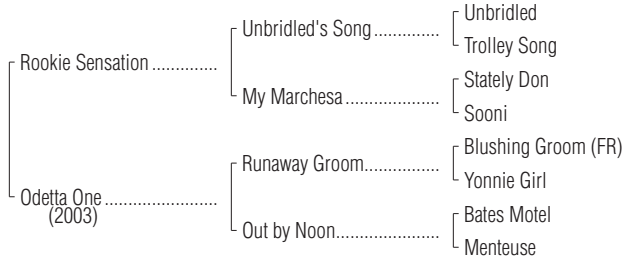 Unbridled
Unbridled's Song..............
Trolley Song
Rookie Sensation..............
Stately Don
My Marchesa....................
Sooni
Blushing Groom (FR)
Runaway Groom................
Yonnie Girl
Odetta One........................
(2003)
Bates Motel
Out by Noon......................
Menteuse